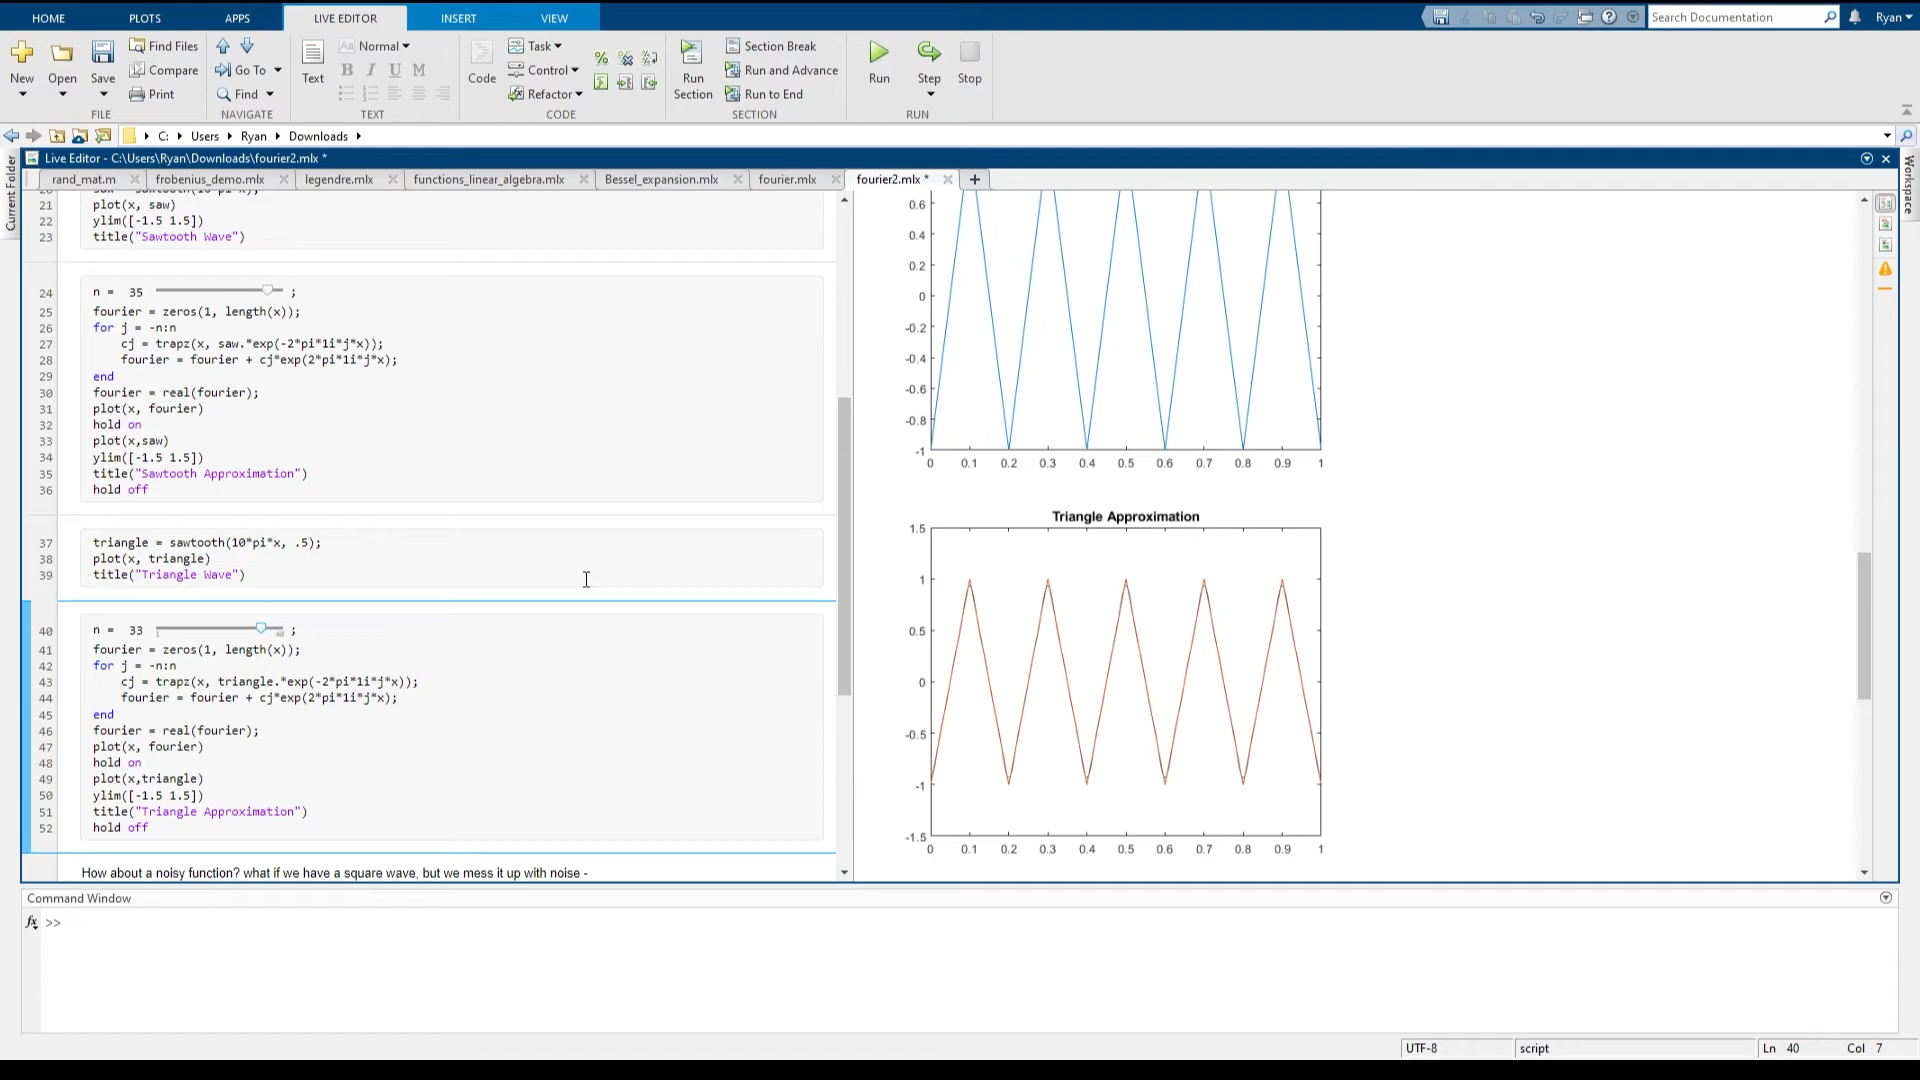 HOME PLOTS APPS LIVE EDITOR INSERT VIEW
Search Documentation
Ryan
New
Open
Save
Find Files
Compare
Print
FILE
Go To
Find
NAVIGATE
Text
Aa Normal
B I U M
TEXT
Code
Task
Control
Refactor
CODE
Run
Section
Section Break
Run and Advance
Run to End
SECTION
Run
Step
Stop
RUN
C: Users Ryan Downloads
Current Folder
Workspace
Live Editor - C:\Users\Ryan\Downloads\fourier2.mlx *
rand_mat.m frobenius_demo.mlx legendre.mlx functions_linear_algebra.mlx Bessel_expansion.mlx fourier.mlx fourier2.mlx * +
21 plot(x, saw)
22 ylim([-1.5 1.5])
23 title("Sawtooth Wave")
24 n = 35 ;
25 fourier = zeros(1, length(x));
26 for j = -n:n
27 cj = trapz(x, saw.*exp(-2*pi*1i*j*x));
28 fourier = fourier + cj*exp(2*pi*1i*j*x);
29 end
30 fourier = real(fourier);
31 plot(x, fourier)
32 hold on
33 plot(x,saw)
34 ylim([-1.5 1.5])
35 title("Sawtooth Approximation")
36 hold off
37 triangle = sawtooth(10*pi*x, .5);
38 plot(x, triangle)
39 title("Triangle Wave")
40 n = 33 ;
1 48
41 fourier = zeros(1, length(x));
42 for j = -n:n
43 cj = trapz(x, triangle.*exp(-2*pi*1i*j*x));
44 fourier = fourier + cj*exp(2*pi*1i*j*x);
45 end
46 fourier = real(fourier);
47 plot(x, fourier)
48 hold on
49 plot(x,triangle)
50 ylim([-1.5 1.5])
51 title("Triangle Approximation")
52 hold off
How about a noisy function? what if we have a square wave, but we mess it up with noise -
0.6
0.4
0.2
0
-0.2
-0.4
-0.6
-0.8
-1
0 0.1 0.2 0.3 0.4 0.5 0.6 0.7 0.8 0.9 1
Triangle Approximation
1.5
1
0.5
0
-0.5
-1
-1.5
0 0.1 0.2 0.3 0.4 0.5 0.6 0.7 0.8 0.9 1
Command Window
fx >>
UTF-8 script Ln 40 Col 7